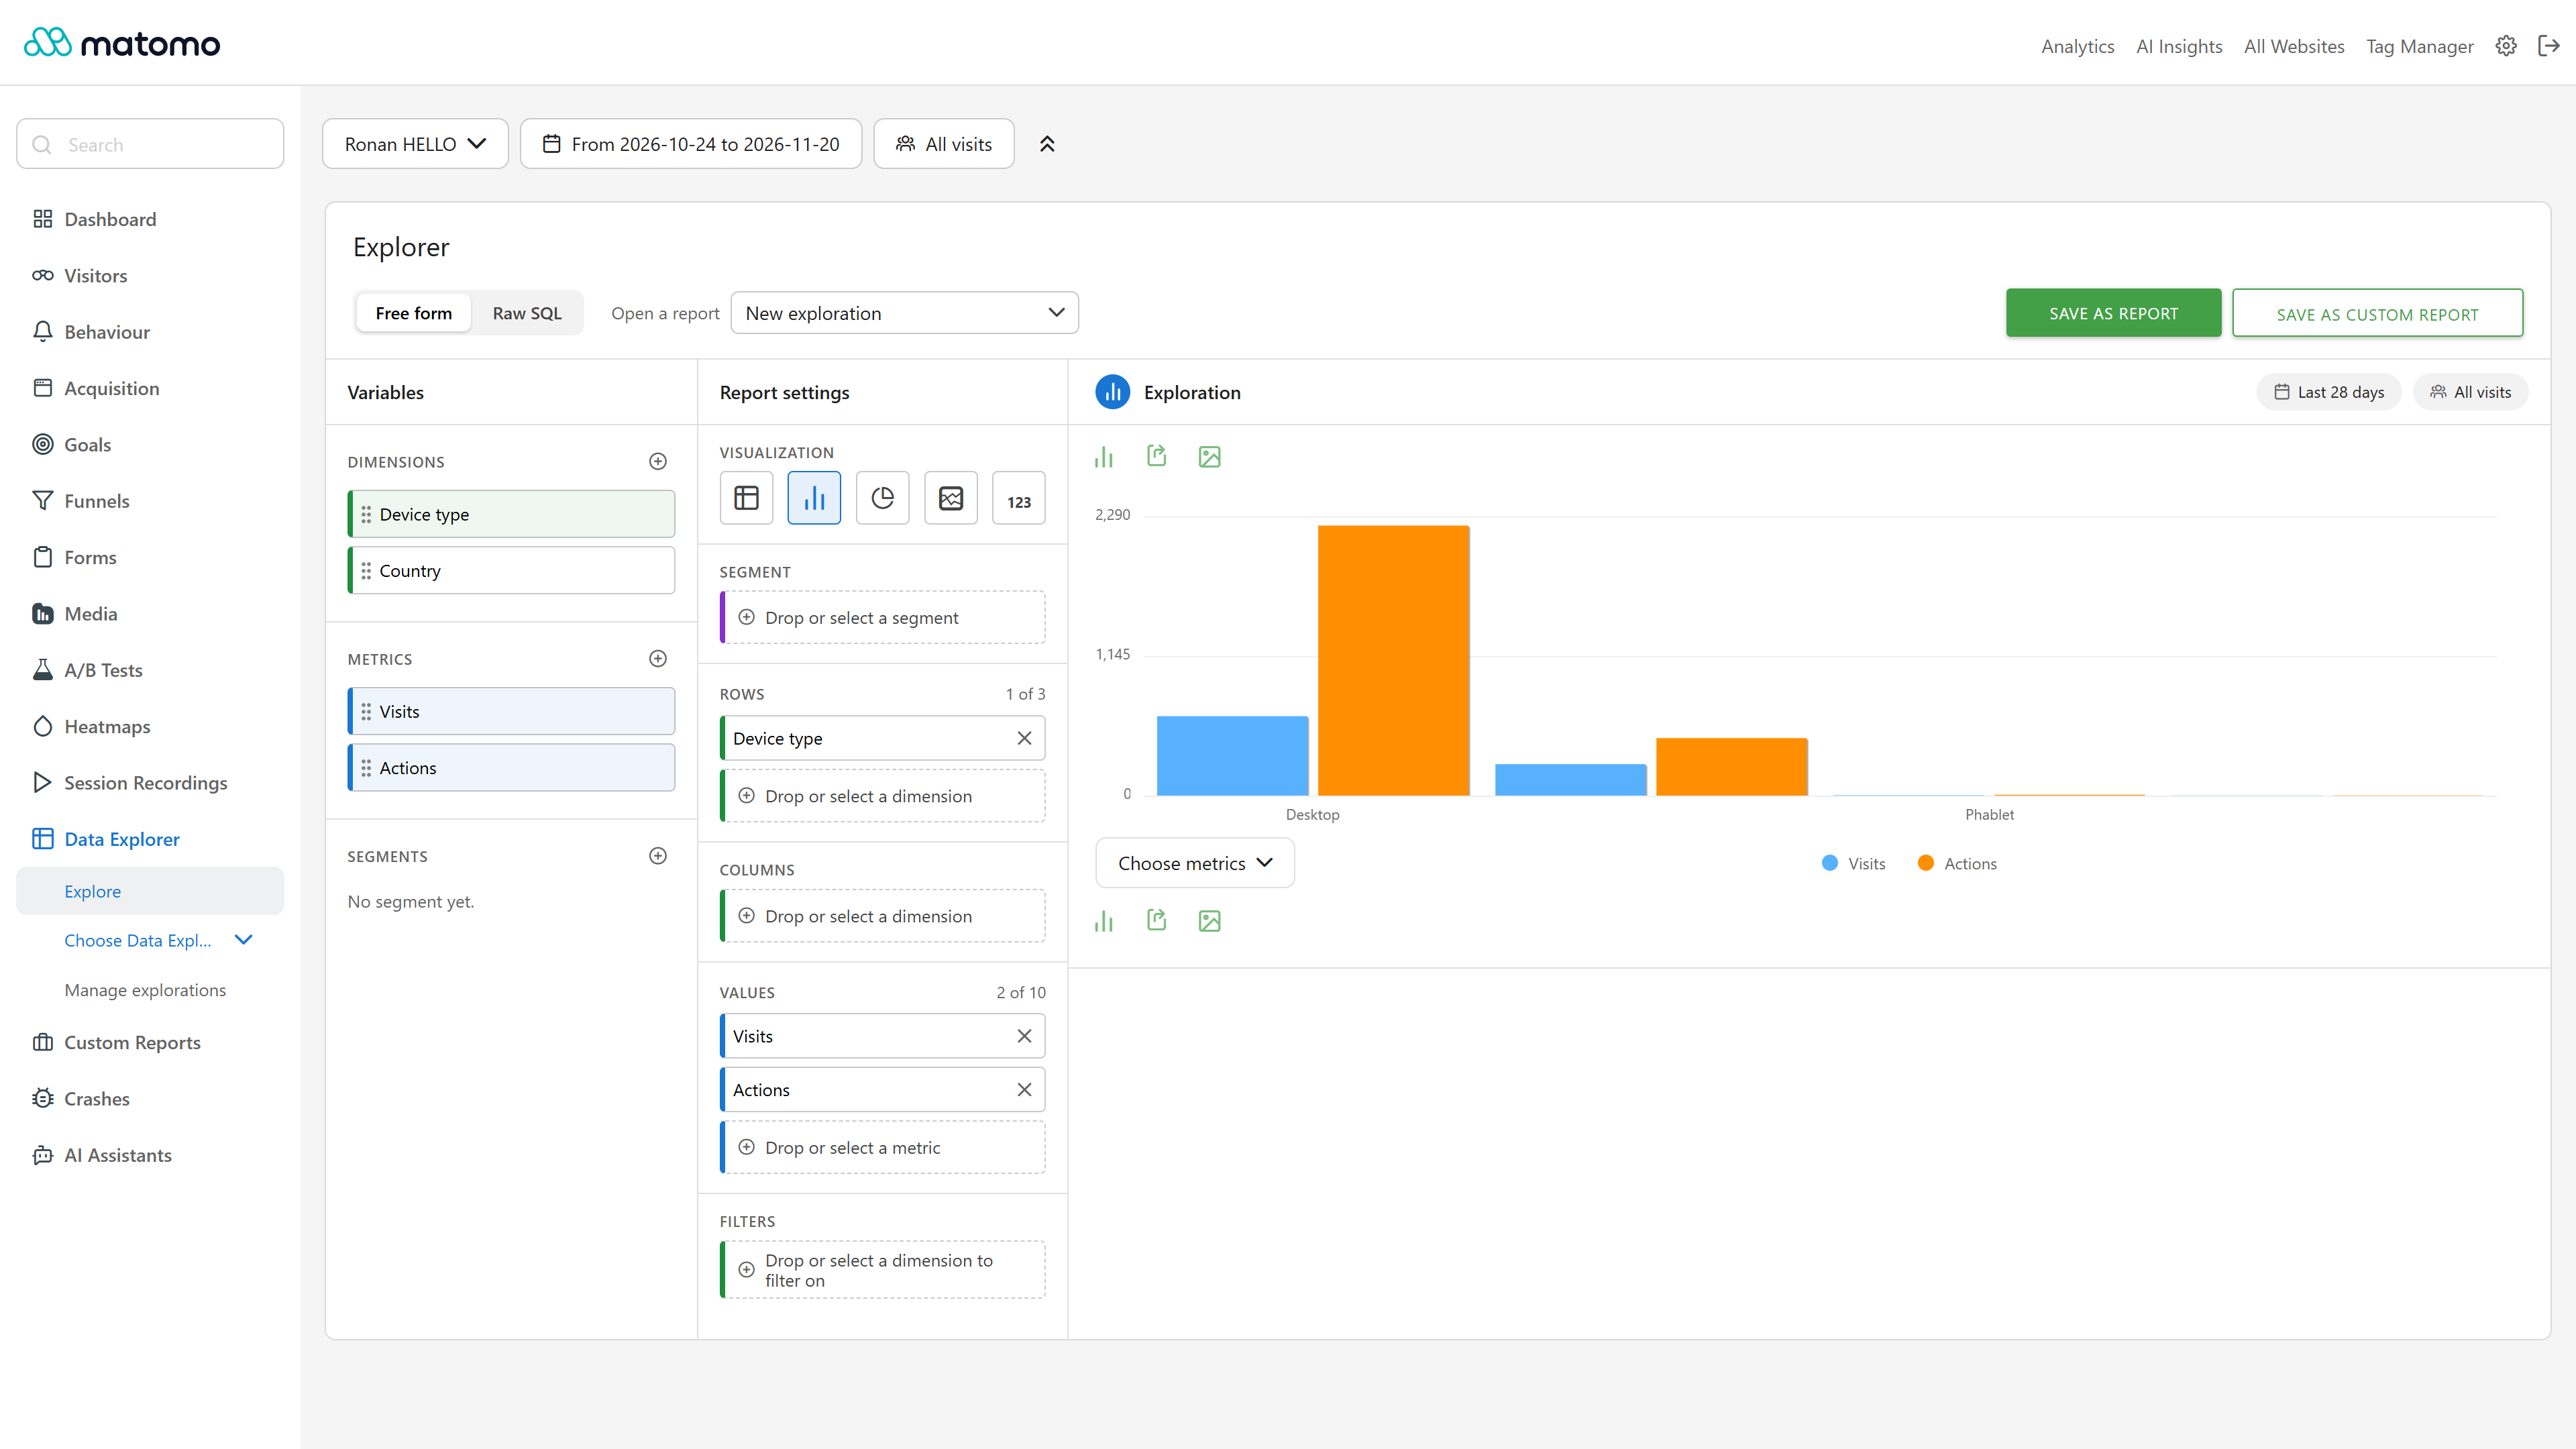 matomo
Analytics
AI Insights
All Websites
Tag Manager
Search
Ronan HELLO
From 2026-10-24 to 2026-11-20
All visits
Dashboard
Visitors
Behaviour
Acquisition
Goals
Funnels
Forms
Media
A/B Tests
Heatmaps
Session Recordings
Data Explorer
Explore
Choose Data Expl...
Manage explorations
Custom Reports
Crashes
AI Assistants
Explorer
Free form
Raw SQL
Open a report
New exploration
SAVE AS REPORT
SAVE AS CUSTOM REPORT
Variables
DIMENSIONS
Device type
Country
METRICS
Visits
Actions
SEGMENTS
No segment yet.
Report settings
VISUALIZATION
123
SEGMENT
Drop or select a segment
ROWS
1 of 3
Device type
Drop or select a dimension
COLUMNS
Drop or select a dimension
VALUES
2 of 10
Visits
Actions
Drop or select a metric
FILTERS
Drop or select a dimension to
filter on
Exploration
Last 28 days
All visits
2,290
1,145
0
Desktop
Phablet
Choose metrics
Visits
Actions